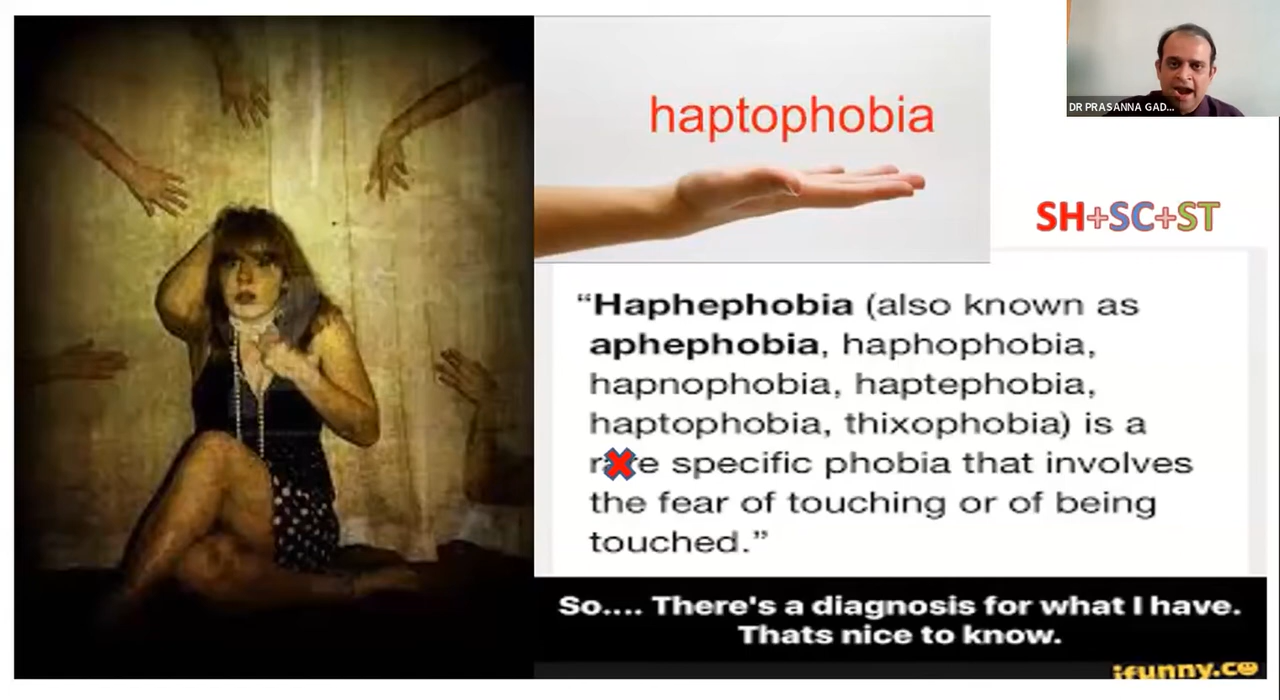 haptophobia
DR PRASANNA GAD...
SH+SC+ST
“Haphephobia (also known as
aphephobia, haphophobia,
hapnophobia, haptephobia,
haptophobia, thixophobia) is a
specific phobia that involves
the fear of touching or of being
touched.”
So.... There's a diagnosis for what I have.
Thats nice to know.
ifunny.co